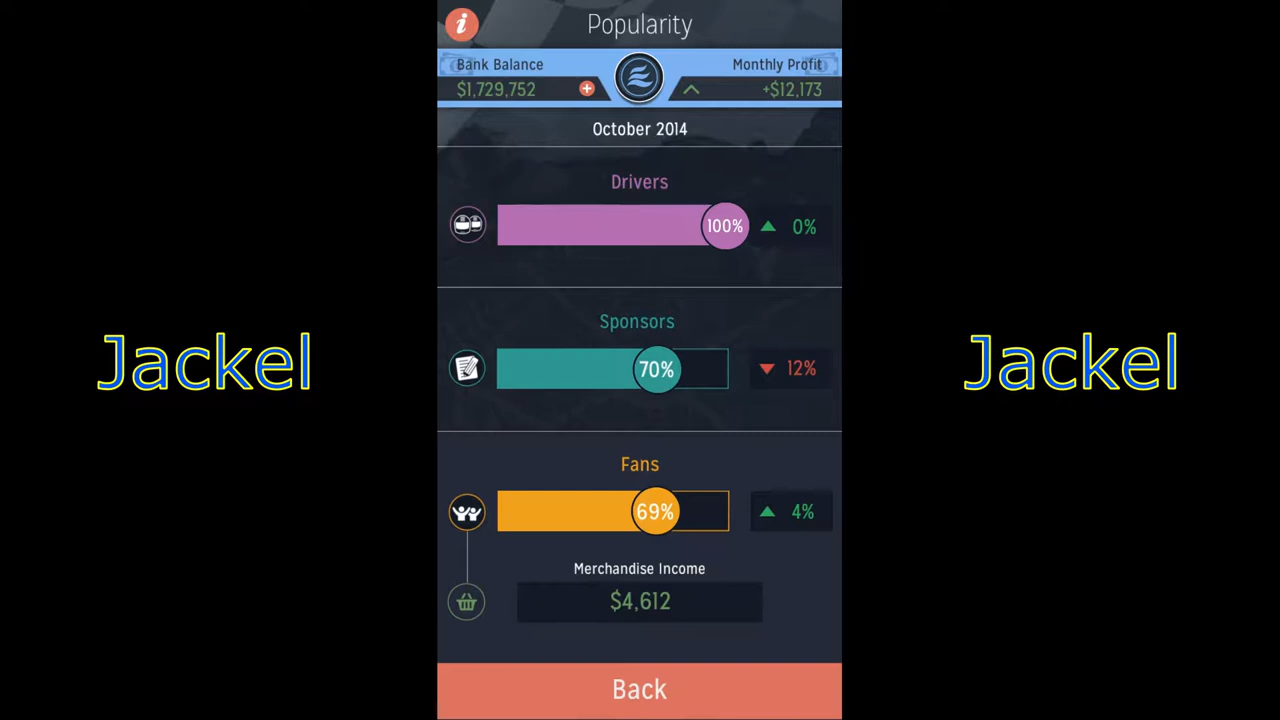 i
Popularity
Bank Balance
Monthly Profit
$1,729,752
+$12,173
October 2014
Drivers
100%
0%
Sponsors
70%
12%
Jackel
Jackel
Fans
69%
4%
Merchandise Income
$4,612
Back